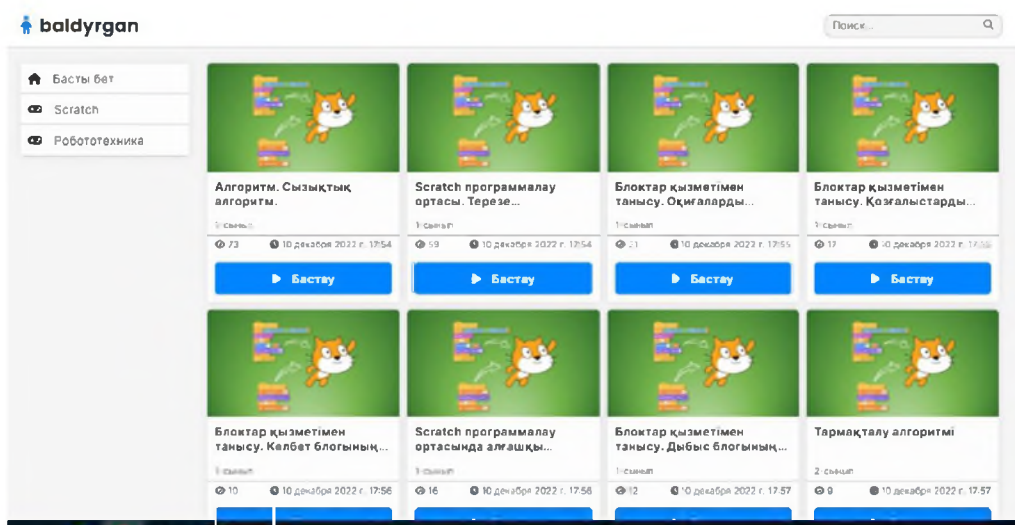 baldyrgan
Поиск...
Басты бет
Scratch
Робототехника
Алгоритм. Сызықтық
алгоритм.
1-сынып
73 10 декабря 2022 г. 17:54
Бастау
Scratch программалау
ортасы. Терезе...
1-сынып
59 10 декабря 2022 г. 17:54
Бастау
Блоктар қызметімен
танысу. Оқиғаларды...
1-сынып
21 10 декабря 2022 г. 17:55
Бастау
Блоктар қызметімен
танысу. Қозғалыстарды...
1-сынып
17 10 декабря 2022 г.
Бастау
Блоктар қызметімен
танысу. Келбет блогының...
1-сынып
10 10 декабря 2022 г. 17:56
Scratch программалау
ортасында алғашқы...
1-сынып
16 10 декабря 2022 г. 17:56
Блоктар қызметімен
танысу. Дыбыс блогының...
1-сынып
12 10 декабря 2022 г. 17:57
Тармақталу алгоритмі
2-сынып
9 10 декабря 2022 г. 17:57